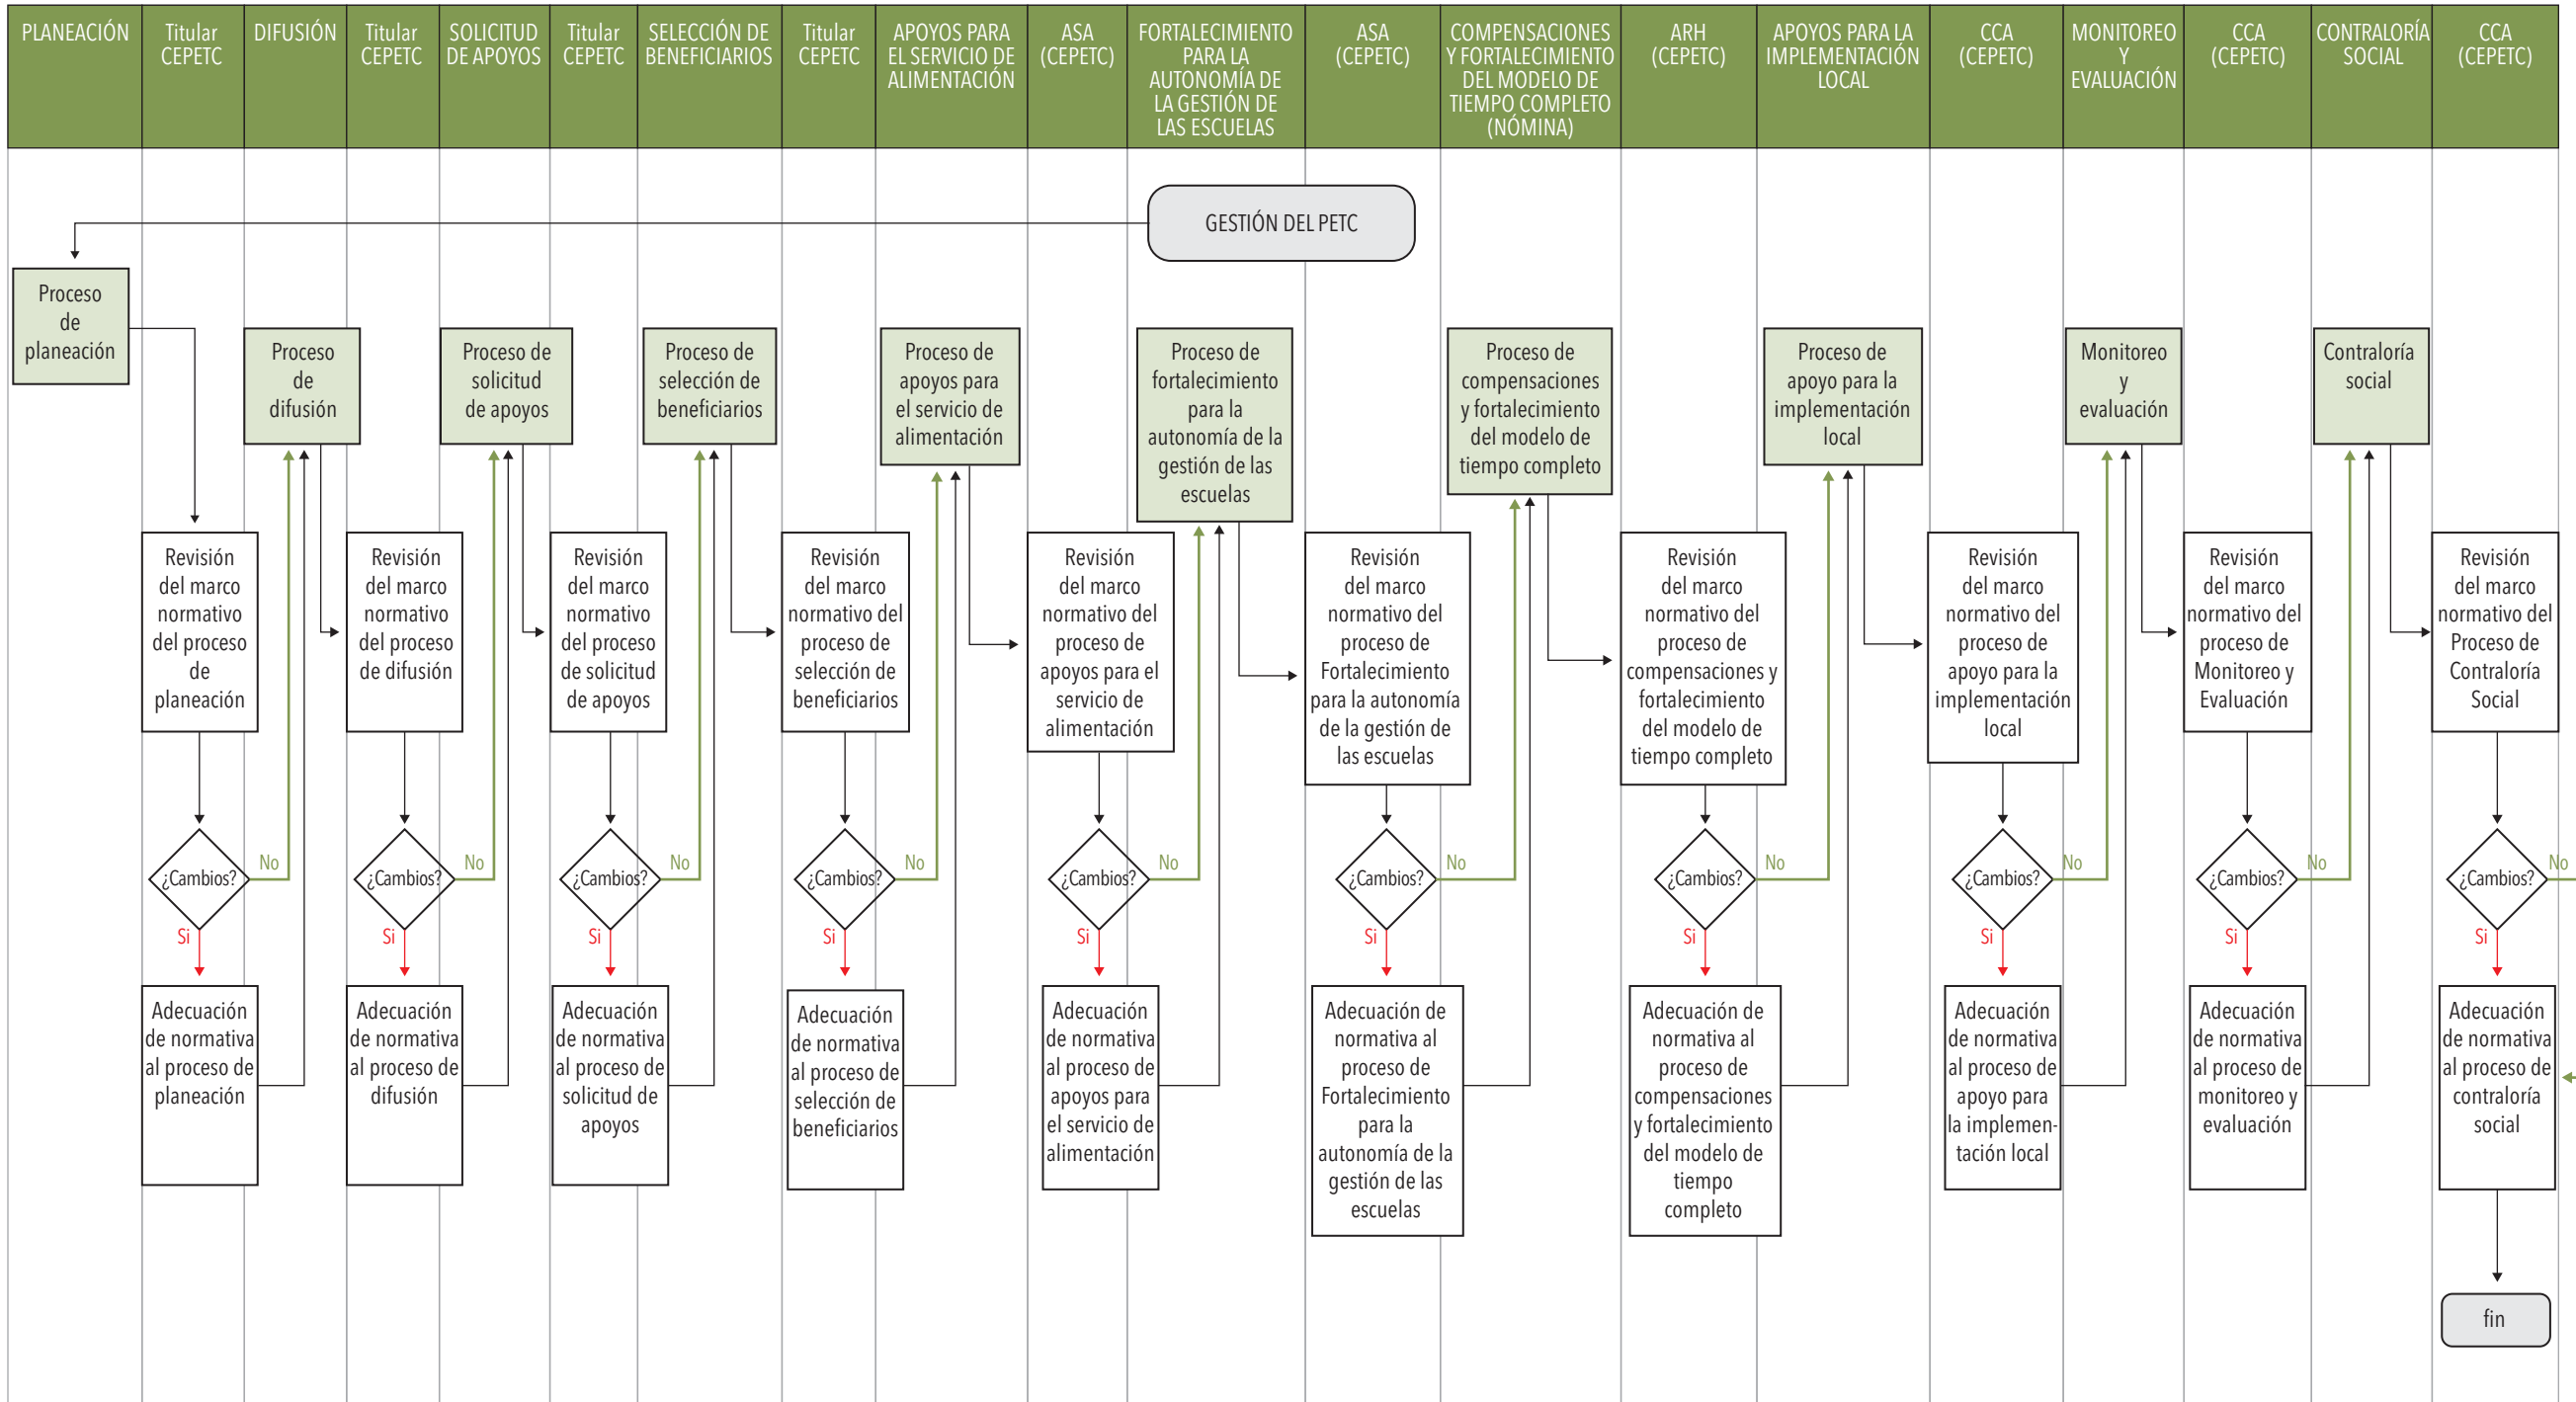 PLANEACIÓN
Titular
CEPETC
DIFUSIÓN
Titular
CEPETC
SOLICITUD
DE APOYOS
Titular
CEPETC
SELECCIÓN DE
BENEFICIARIOS
Titular
CEPETC
APOYOS PARA
EL SERVICIO DE
ALIMENTACIÓN
ASA
(CEPETC)
FORTALECIMIENTO
PARA LA
AUTONOMÍA DE
LA GESTIÓN DE
LAS ESCUELAS
ASA
(CEPETC)
COMPENSACIONES
Y FORTALECIMIENTO
DEL MODELO DE
TIEMPO COMPLETO
(NÓMINA)
ARH
(CEPETC)
APOYOS PARA LA
IMPLEMENTACIÓN
LOCAL
CCA
(CEPETC)
MONITOREO
Y
EVALUACIÓN
CCA
(CEPETC)
CONTRALORÍA
SOCIAL
CCA
(CEPETC)
GESTIÓN DEL PETC
Proceso
de
planeación
Proceso
de
difusión
Proceso de
solicitud
de apoyos
Proceso de
selección de
beneficiarios
Proceso de
apoyos para
el servicio de
alimentación
Proceso de
fortalecimiento
para la
autonomía de la
gestión de las
escuelas
Proceso de
compensaciones
y fortalecimiento
del modelo de
tiempo completo
Proceso de
apoyo para la
implementación
local
Monitoreo
y
evaluación
Contraloría
social
Revisión
del marco
normativo
del proceso
de
planeación
Revisión
del marco
normativo
del proceso
de difusión
Revisión
del marco
normativo
del proceso
de solicitud
de apoyos
Revisión
del marco
normativo del
proceso de
selección de
beneficiarios
Revisión
del marco
normativo del
proceso de
apoyos para el
servicio de
alimentación
Revisión
del marco
normativo del
proceso de
Fortalecimiento
para la autonomía
de la gestión de
las escuelas
Revisión
del marco
normativo del
proceso de
compensaciones y
fortalecimiento
del modelo de
tiempo completo
Revisión
del marco
normativo del
proceso de
apoyo para la
implementación
local
Revisión
del marco
normativo del
proceso de
Monitoreo y
Evaluación
Revisión
del marco
normativo del
Proceso de
Contraloría
Social
¿Cambios?
No
Si
¿Cambios?
No
Si
¿Cambios?
No
Si
¿Cambios?
No
Si
¿Cambios?
No
Si
¿Cambios?
No
Si
¿Cambios?
No
Si
¿Cambios?
No
Si
¿Cambios?
No
Si
¿Cambios?
No
Si
Adecuación
de normativa
al proceso de
planeación
Adecuación
de normativa
al proceso de
difusión
Adecuación
de normativa
al proceso de
solicitud de
apoyos
Adecuación
de normativa
al proceso de
selección de
beneficiarios
Adecuación
de normativa
al proceso de
apoyos para
el servicio de
alimentación
Adecuación de
normativa al
proceso de
Fortalecimiento
para la
autonomía de la
gestión de las
escuelas
Adecuación de
normativa al
proceso de
compensaciones
y fortalecimiento
del modelo de
tiempo
completo
Adecuación
de normativa
al proceso de
apoyo para
la implemen-
tación local
Adecuación
de normativa
al proceso de
monitoreo y
evaluación
Adecuación
de normativa
al proceso de
contraloría
social
fin